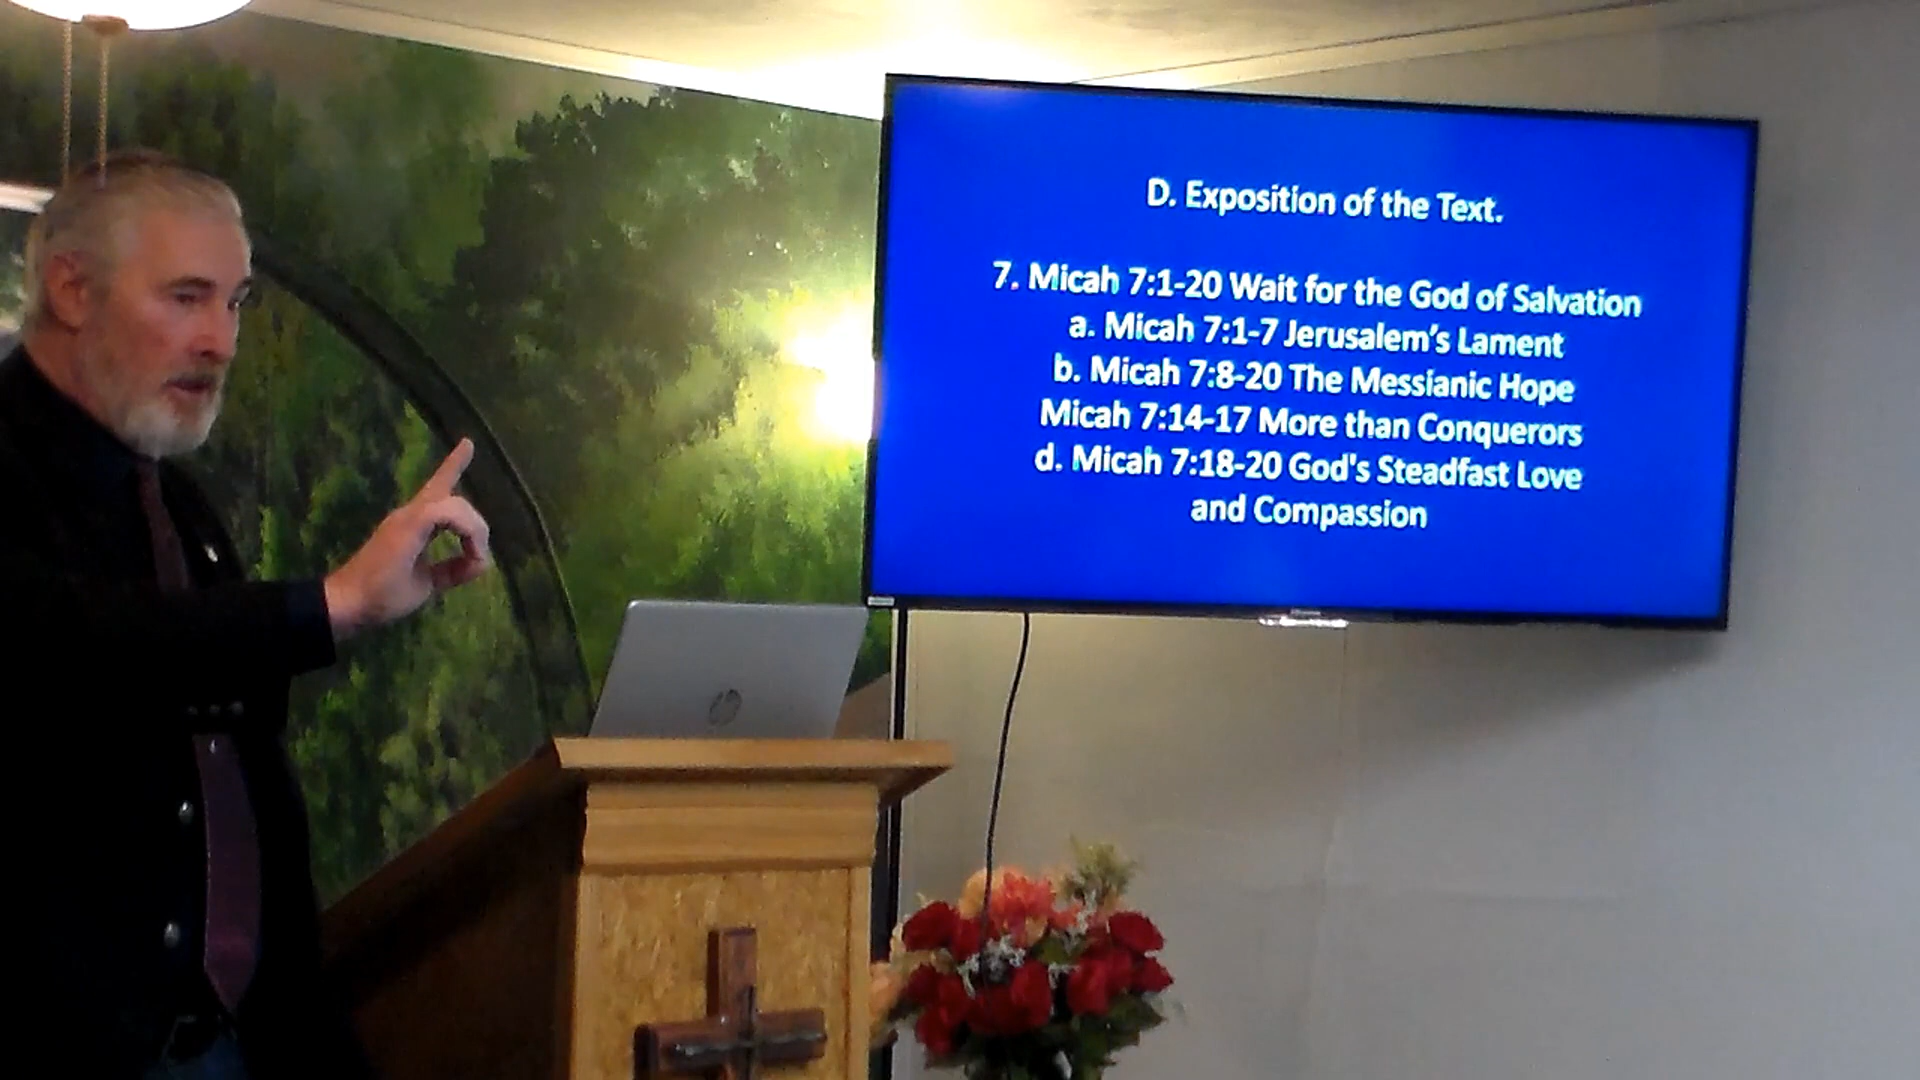 D. Exposition of the Text.
7. Micah 7:1-20 Wait for the God of Salvation
a. Micah 7:1-7 Jerusalem's Lament
b. Micah 7:8-20 The Messianic Hope
Micah 7:14-17 More than Conquerors
d. Micah 7:18-20 God's Steadfast Love
and Compassion
hp